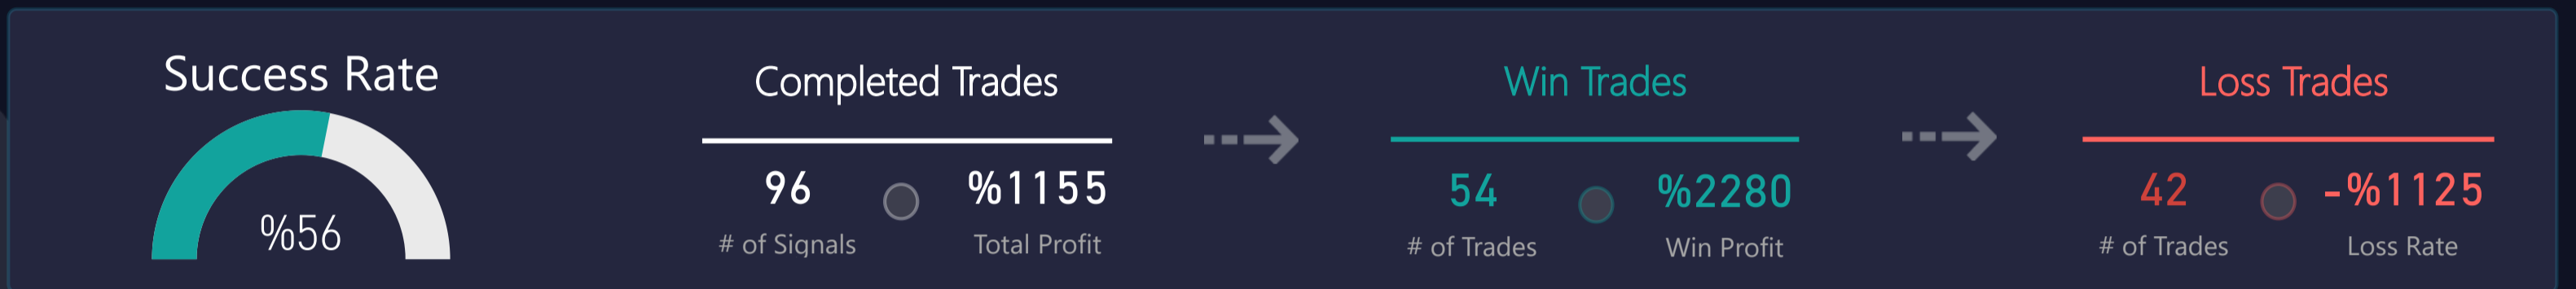 Success Rate
%56
Completed Trades
96 %1155
# of Signals Total Profit
Win Trades
54 %2280
# of Trades Win Profit
Loss Trades
42 -%1125
# of Trades Loss Rate